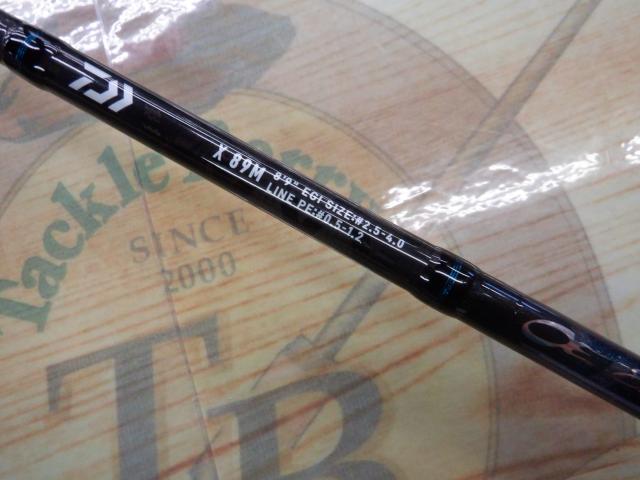 X 89M 8'9" EGI SIZE:#2.5-4.0
LINE PE:#0.5-1.2
Tackle Berry
SINCE
2000
TB